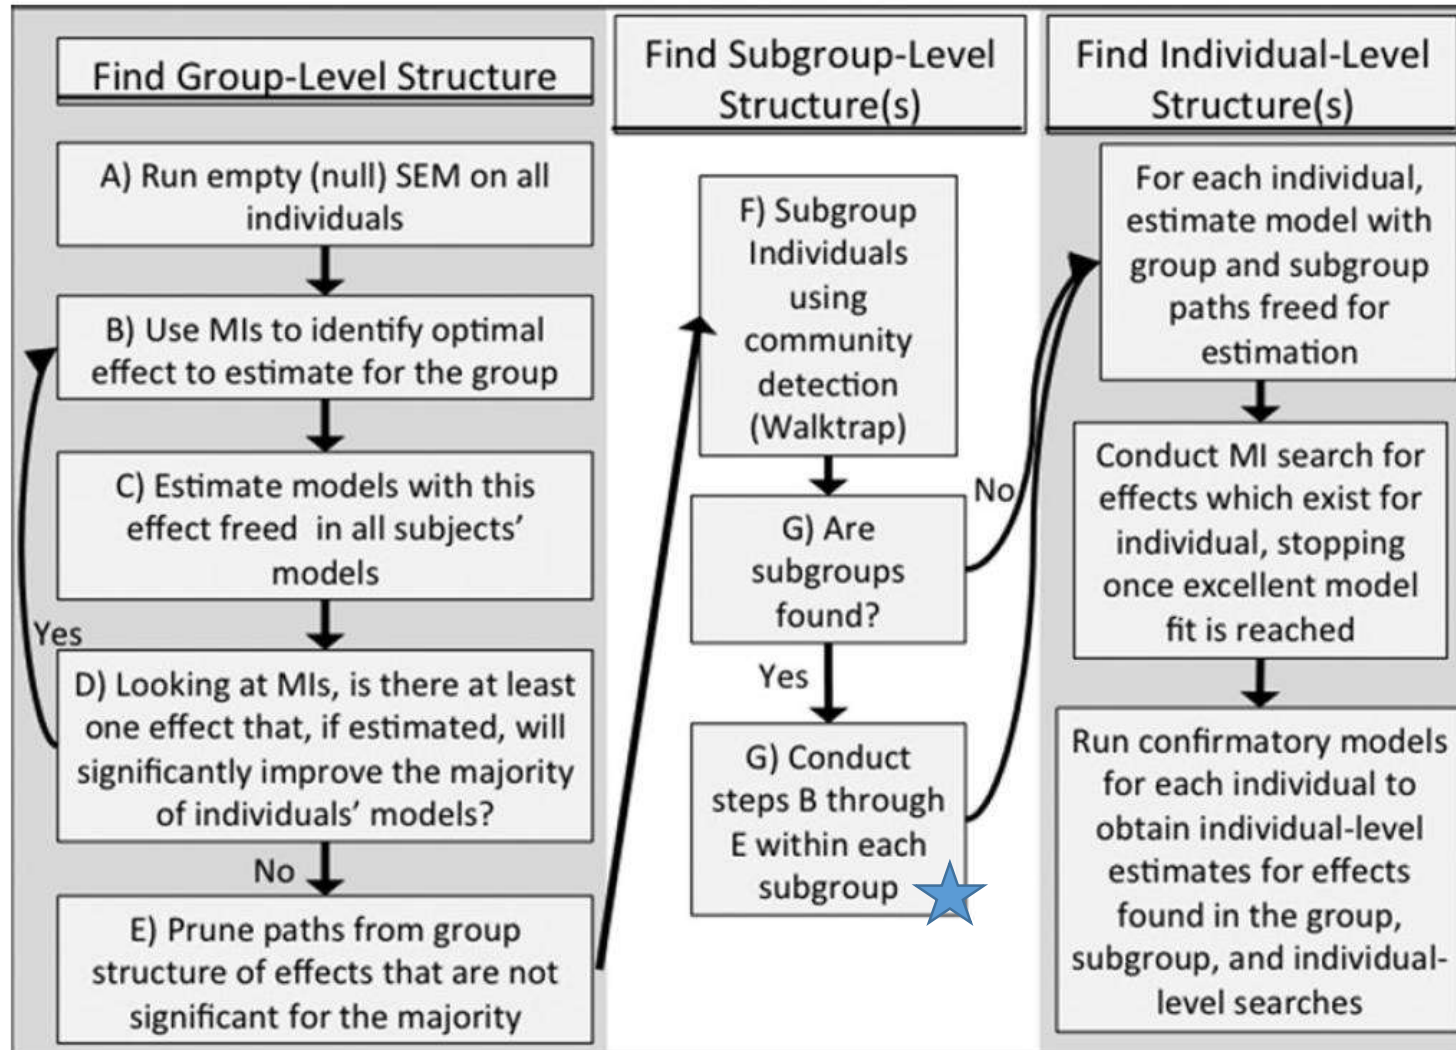 Find Group-Level Structure
A) Run empty (null) SEM on all
individuals
B) Use MIs to identify optimal
effect to estimate for the group
C) Estimate models with this
effect freed in all subjects’
models
Yes
D) Looking at MIs, is there at least
one effect that, if estimated, will
significantly improve the majority
of individuals’ models?
No
E) Prune paths from group
structure of effects that are not
significant for the majority
Find Subgroup-Level
Structure(s)
F) Subgroup
Individuals
using
community
detection
(Walktrap)
No
G) Are
subgroups
found?
Yes
G) Conduct
steps B through
E within each
subgroup
Find Individual-Level
Structure(s)
For each individual,
estimate model with
group and subgroup
paths freed for
estimation
Conduct MI search for
effects which exist for
individual, stopping
once excellent model
fit is reached
Run confirmatory models
for each individual to
obtain individual-level
estimates for effects
found in the group,
subgroup, and individual-
level searches